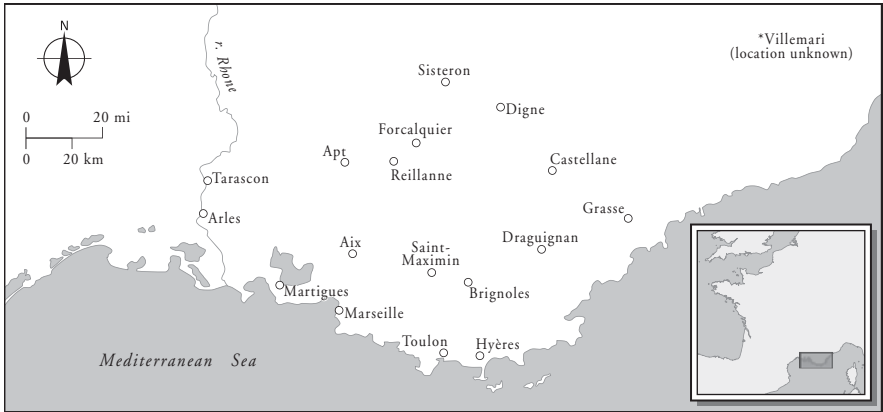 N
r. Rhone
*Villemari
(location unknown)
Sisteron
0 20 mi
0 20 km
Digne
Forcalquier
Apt
Reillanne
Castellane
Tarascon
Arles
Grasse
Aix
Saint-
Maximin
Draguignan
Martigues
Brignoles
Marseille
Toulon
Hyères
Mediterranean Sea